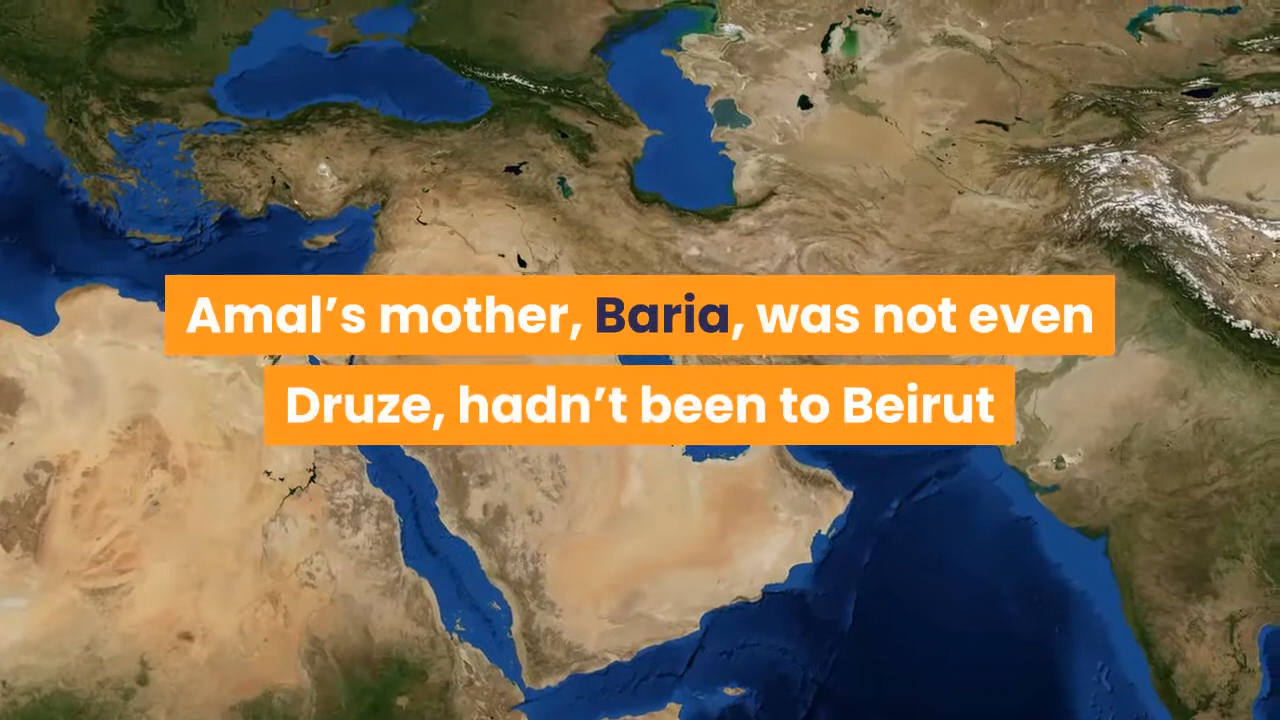 Amal’s mother, Baria, was not even
Druze, hadn’t been to Beirut